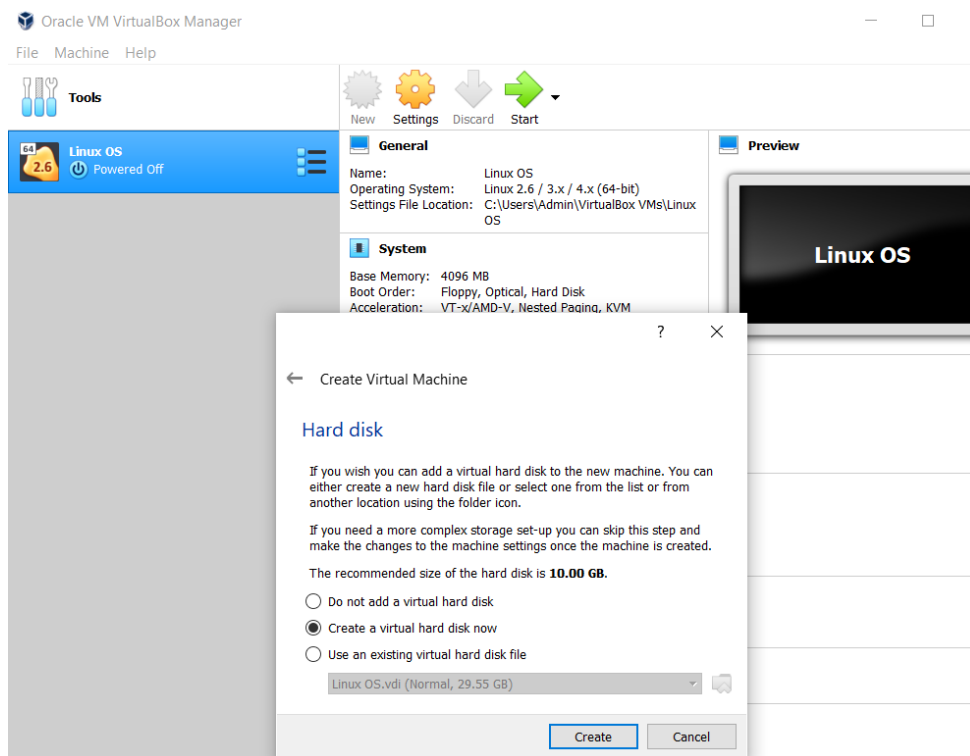 Oracle VM VirtualBox Manager
File Machine Help
Tools
New Settings Discard Start
64
2.6
Linux OS
Powered Off
General
Name: Linux OS
Operating System: Linux 2.6 / 3.x / 4.x (64-bit)
Settings File Location: C:\Users\Admin\VirtualBox VMs\Linux
OS
System
Base Memory: 4096 MB
Boot Order: Floppy, Optical, Hard Disk
Acceleration: VT-x/AMD-V, Nested Paging, KVM
Preview
Linux OS
?
Create Virtual Machine
Hard disk
If you wish you can add a virtual hard disk to the new machine. You can
either create a new hard disk file or select one from the list or from
another location using the folder icon.
If you need a more complex storage set-up you can skip this step and
make the changes to the machine settings once the machine is created.
The recommended size of the hard disk is 10.00 GB.
Do not add a virtual hard disk
Create a virtual hard disk now
Use an existing virtual hard disk file
Linux OS.vdi (Normal, 29.55 GB)
Create Cancel